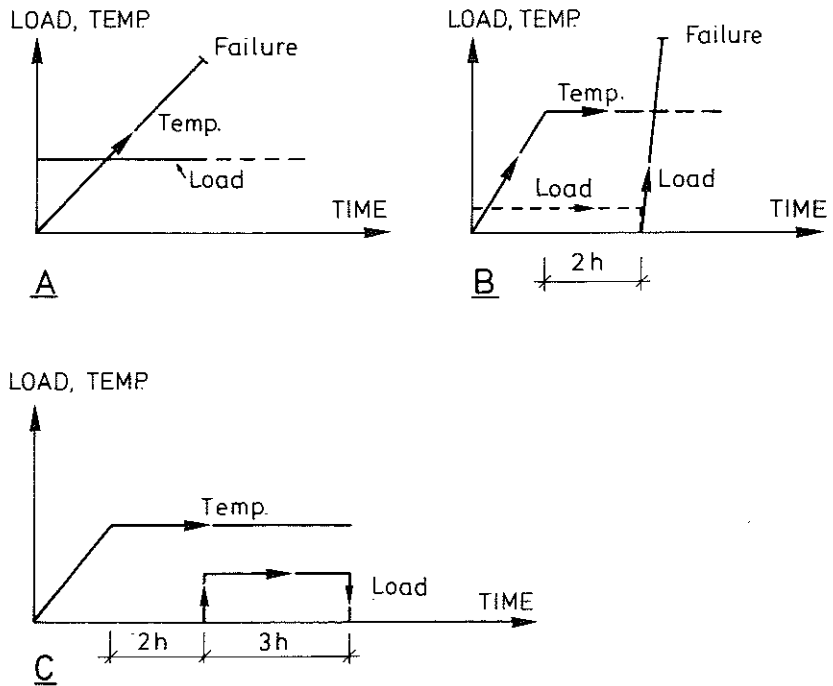 LOAD, TEMP.
Failure
Temp.
Load
TIME
A
LOAD, TEMP.
Failure
Temp.
Load
Load
TIME
2h
B
LOAD, TEMP.
Temp.
Load
TIME
2h
3h
C